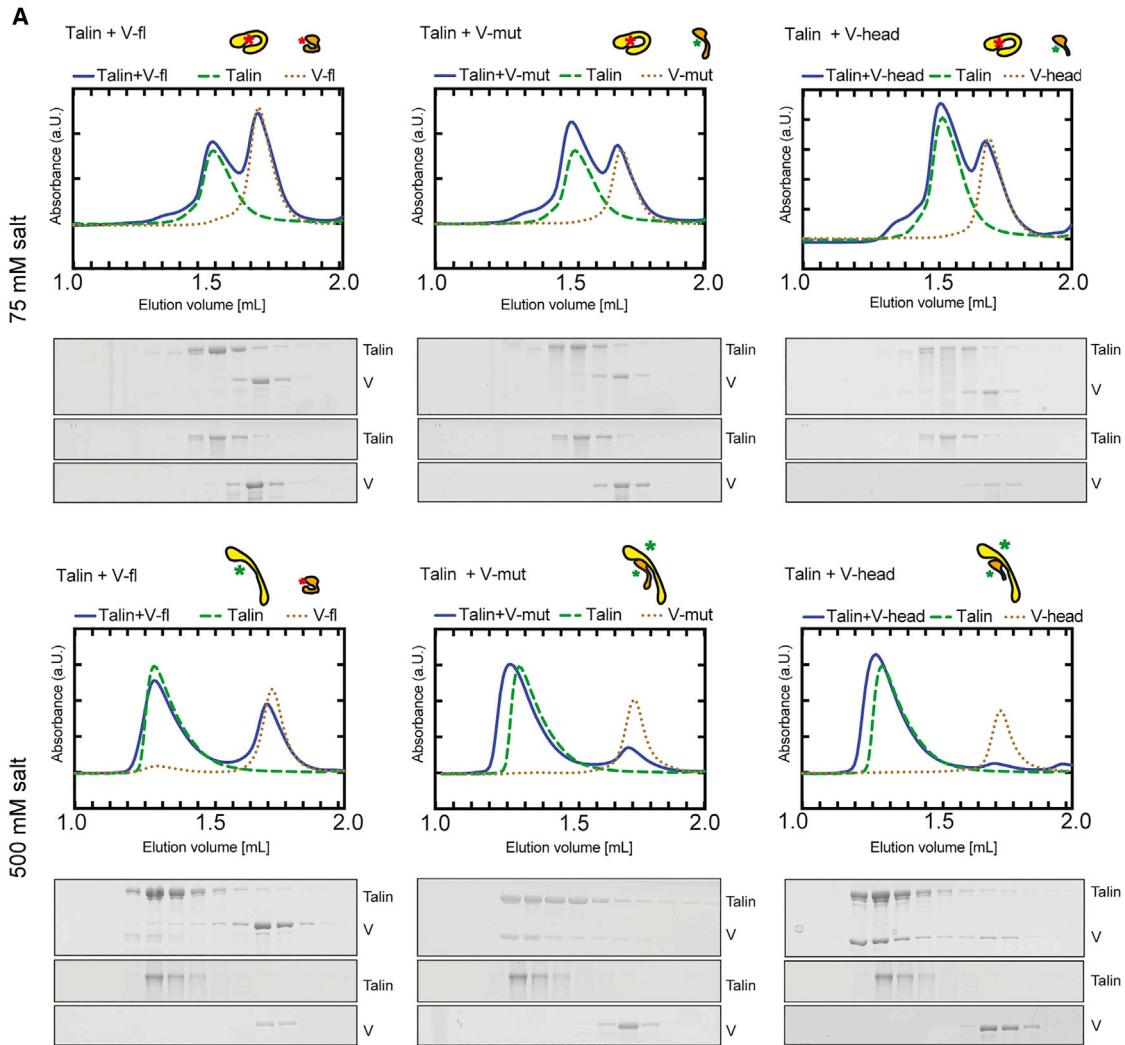 A
Talin + V-fl
Talin+V-fl Talin V-fl
Absorbance (a.U.)
1.0 1.5 2.0
Elution volume [mL]
Talin + V-mut
Talin+V-mut Talin V-mut
Absorbance (a.U.)
1.0 1.5 2.0
Elution volume [mL]
Talin + V-head
Talin+V-head Talin V-head
Absorbance (a.U.)
1.0 1.5 2.0
Elution volume [mL]
75 mM salt
Talin
V
Talin
V
Talin
V
Talin
V
Talin
V
Talin
V
Talin + V-fl
Talin+V-fl Talin V-fl
Absorbance (a.U.)
1.0 1.5 2.0
Elution volume [mL]
Talin + V-mut
Talin+V-mut Talin V-mut
Absorbance (a.U.)
1.0 1.5 2.0
Elution volume [mL]
Talin + V-head
Talin+V-head Talin V-head
Absorbance (a.U.)
1.0 1.5 2.0
Elution volume [mL]
500 mM salt
Talin
V
Talin
V
Talin
V
Talin
V
Talin
V
Talin
V